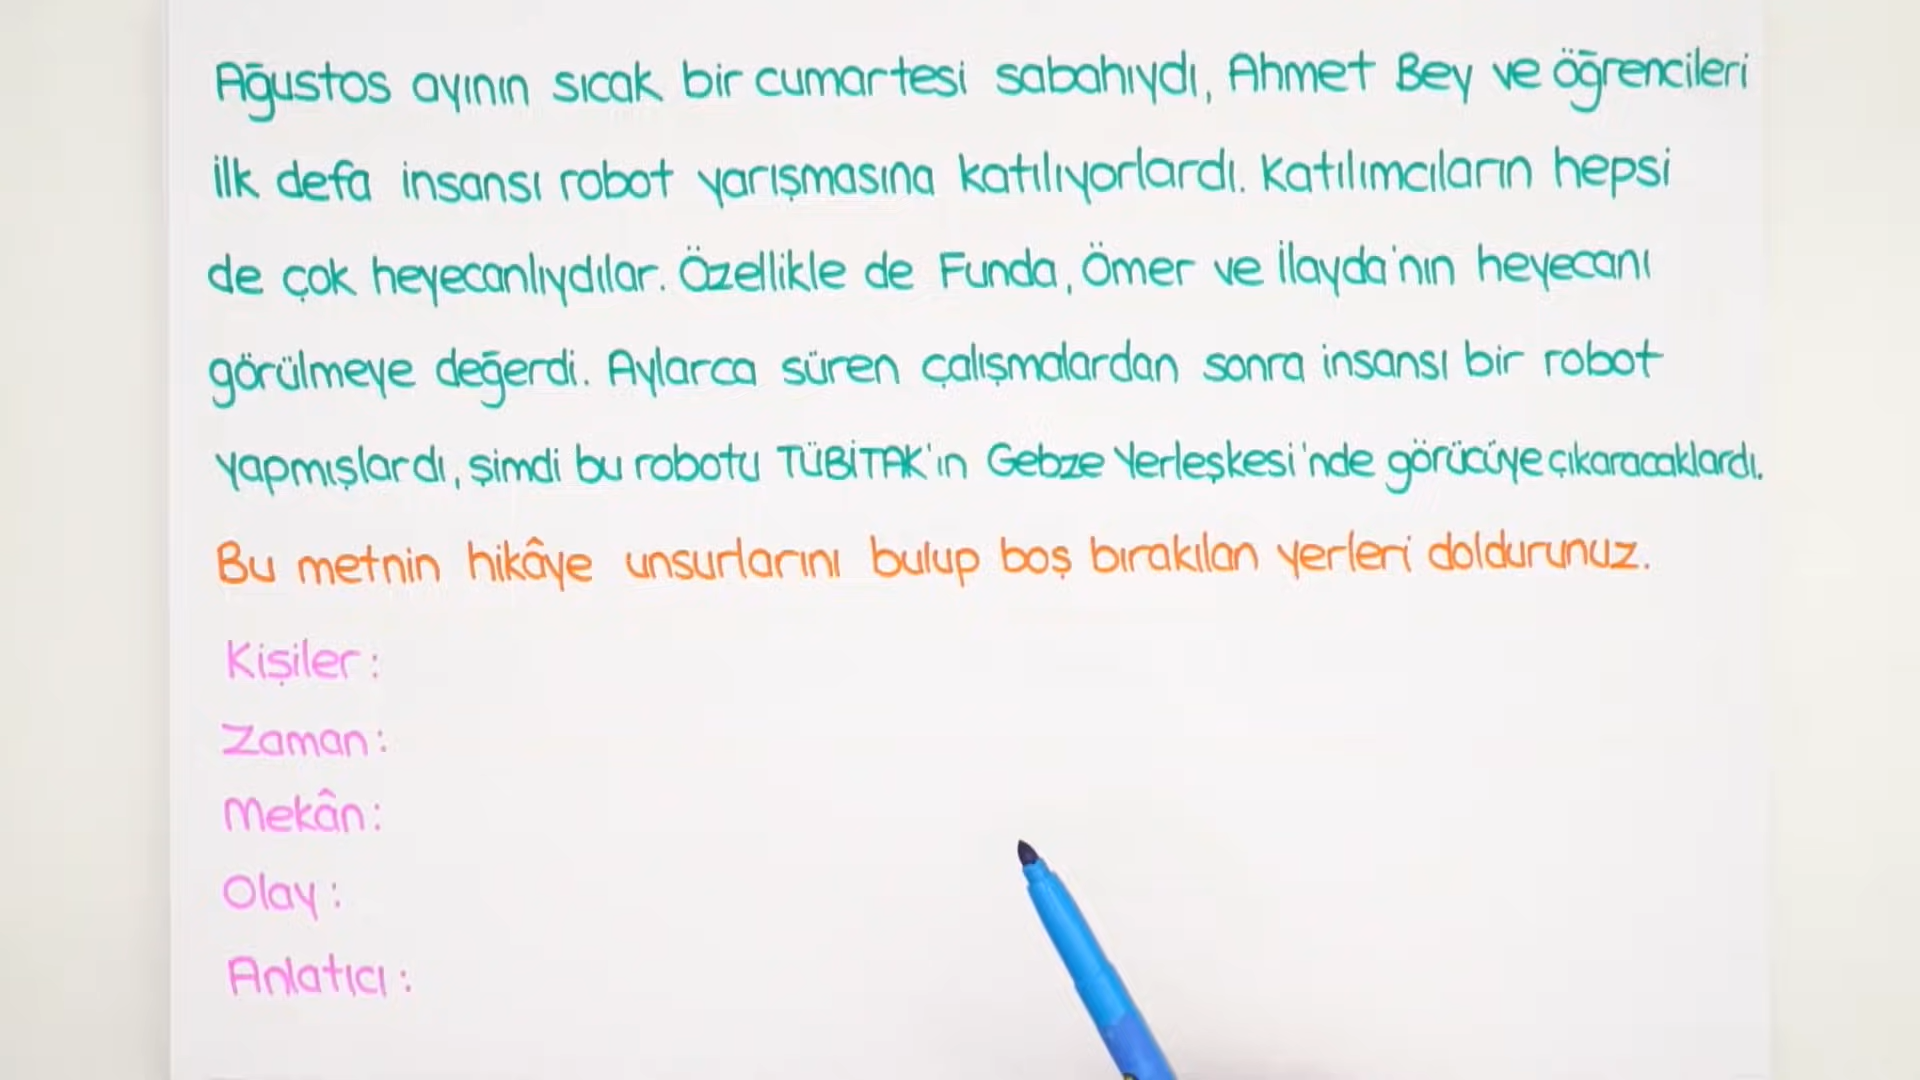 Ağustos ayının sıcak bir cumartesi sabahıydı, Ahmet Bey ve öğrencileri
ilk defa insansı robot yarışmasına katılıyorlardı. Katılımcıların hepsi
de çok heyecanlıydılar. Özellikle de Funda, Ömer ve İlayda'nın heyecanı
görülmeye değerdi. Aylarca süren çalışmalardan sonra insansı bir robot
yapmışlardı, şimdi bu robotu TÜBİTAK'ın Gebze Yerleşkesi'nde görücüye çıkaracaklardı.
Bu metnin hikâye unsurlarını bulup boş bırakılan yerleri doldurunuz.
Kişiler:
Zaman:
Mekân:
Olay:
Anlatıcı: